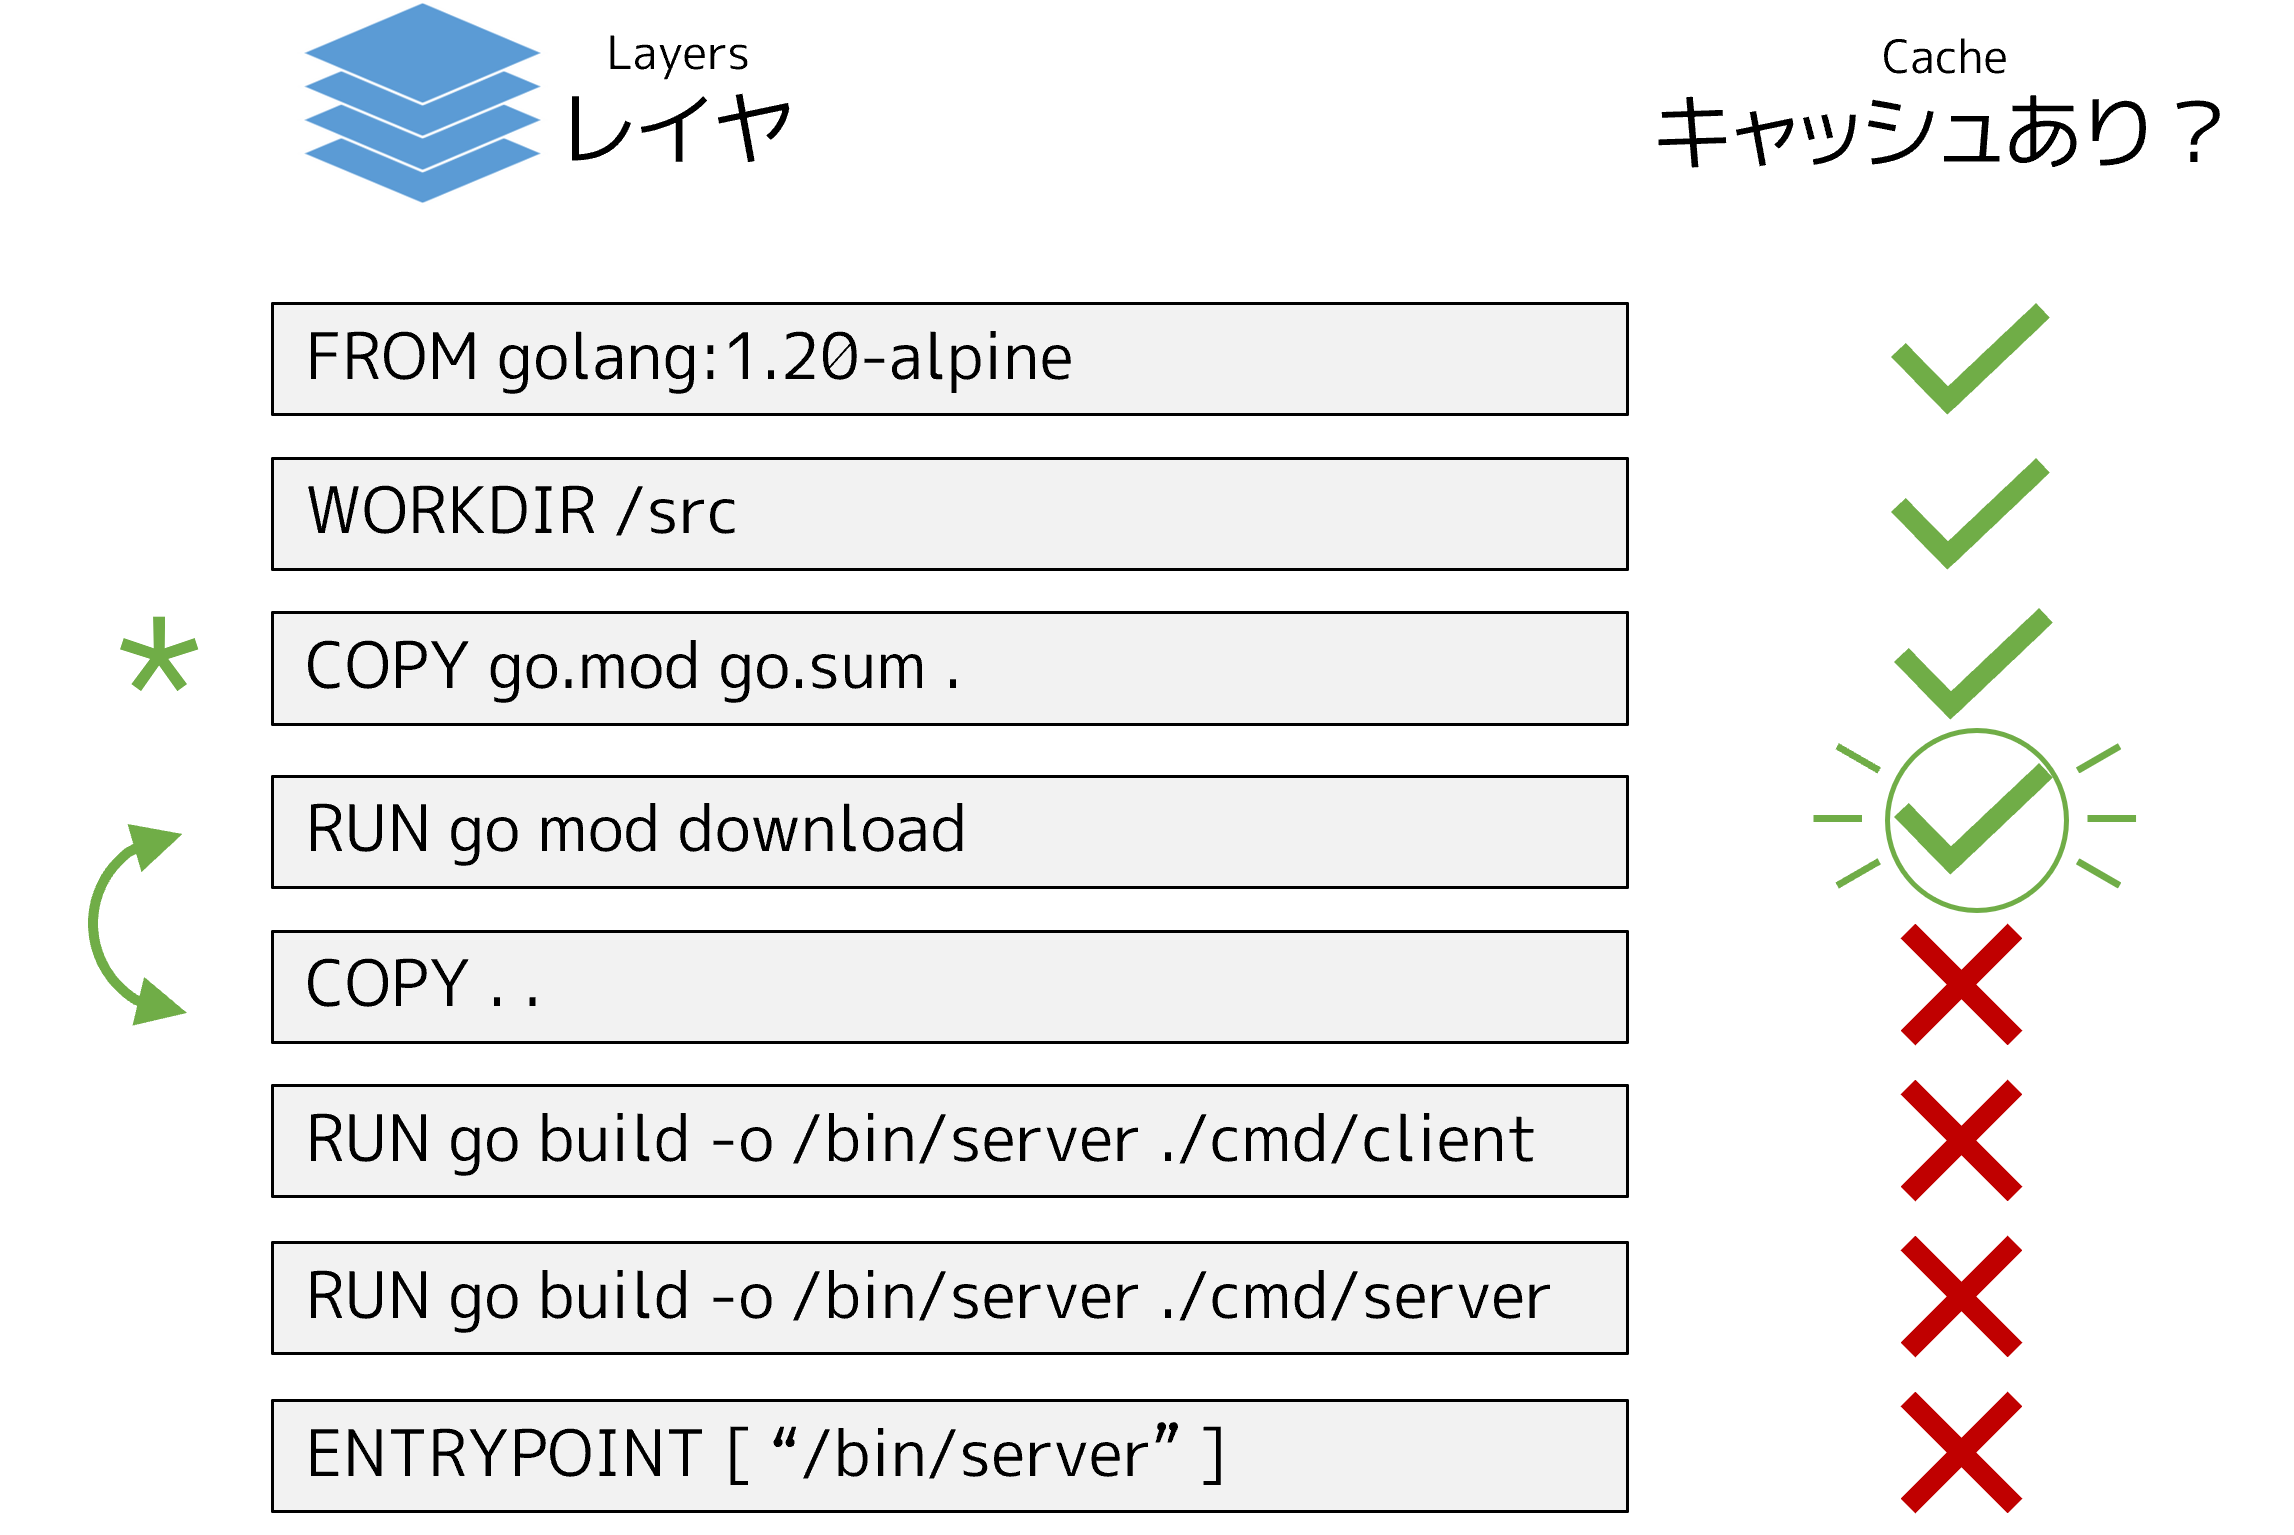 Layers
レイヤ
Cache
キャッシュあり？
FROM golang:1.20-alpine
WORKDIR /src
*
COPY go.mod go.sum .
RUN go mod download
COPY . .
RUN go build -o /bin/server ./cmd/client
RUN go build -o /bin/server ./cmd/server
ENTRYPOINT [ “/bin/server” ]